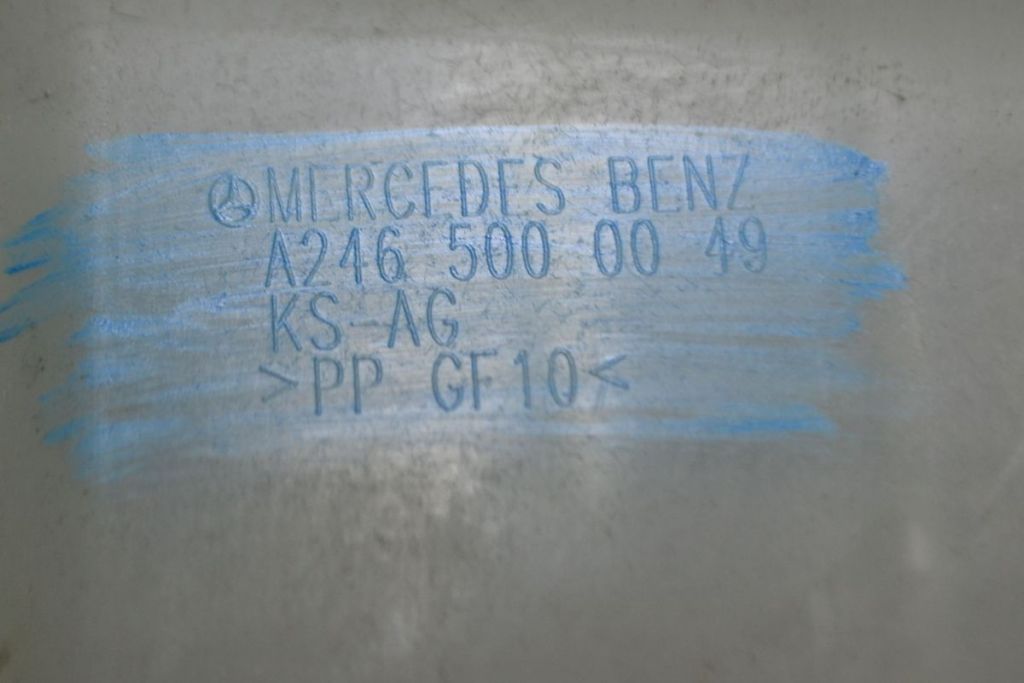 MERCEDES BENZ
A246 500 00 49
KS AG
>PP GF10<